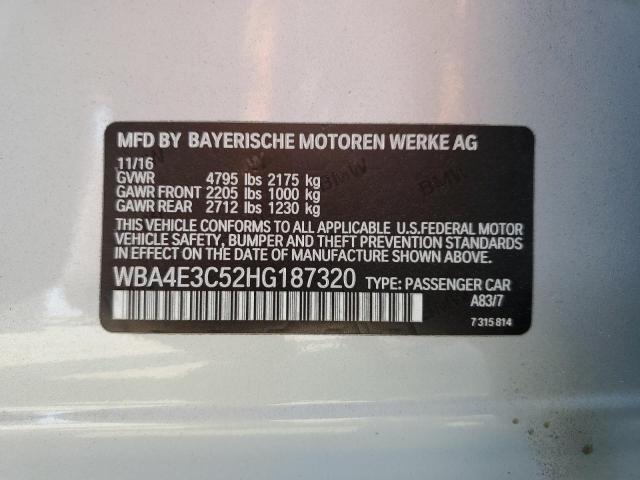 MFD BY BAYERISCHE MOTOREN WERKE AG
11/16
GVWR 4795 lbs 2175 kg
GAWR FRONT 2205 lbs 1000 kg
GAWR REAR 2712 lbs 1230 kg
THIS VEHICLE CONFORMS TO ALL APPLICABLE U.S.FEDERAL MOTOR
VEHICLE SAFETY, BUMPER AND THEFT PREVENTION STANDARDS
IN EFFECT ON THE DATE OF MANUFACTURE SHOWN ABOVE.
WBA4E3C52HG187320 TYPE: PASSENGER CAR
A83/7
7 315 814